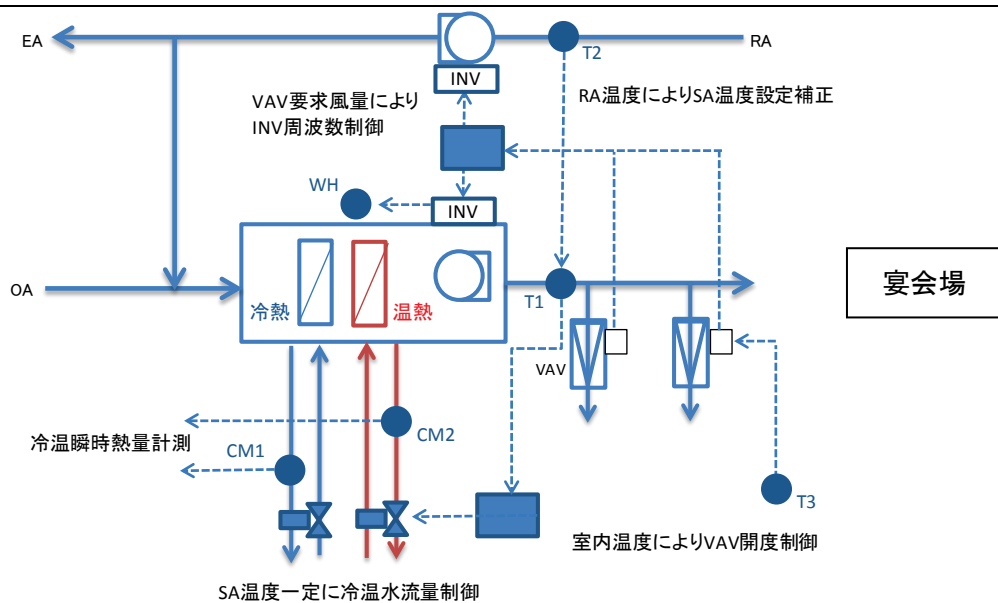 EA
RA
T2
INV
VAV要求風量により
INV周波数制御
RA温度によりSA温度設定補正
WH
INV
OA
冷熱
温熱
T1
宴会場
VAV
CM2
冷温瞬時熱量計測
CM1
T3
室内温度によりVAV開度制御
SA温度一定に冷温水流量制御